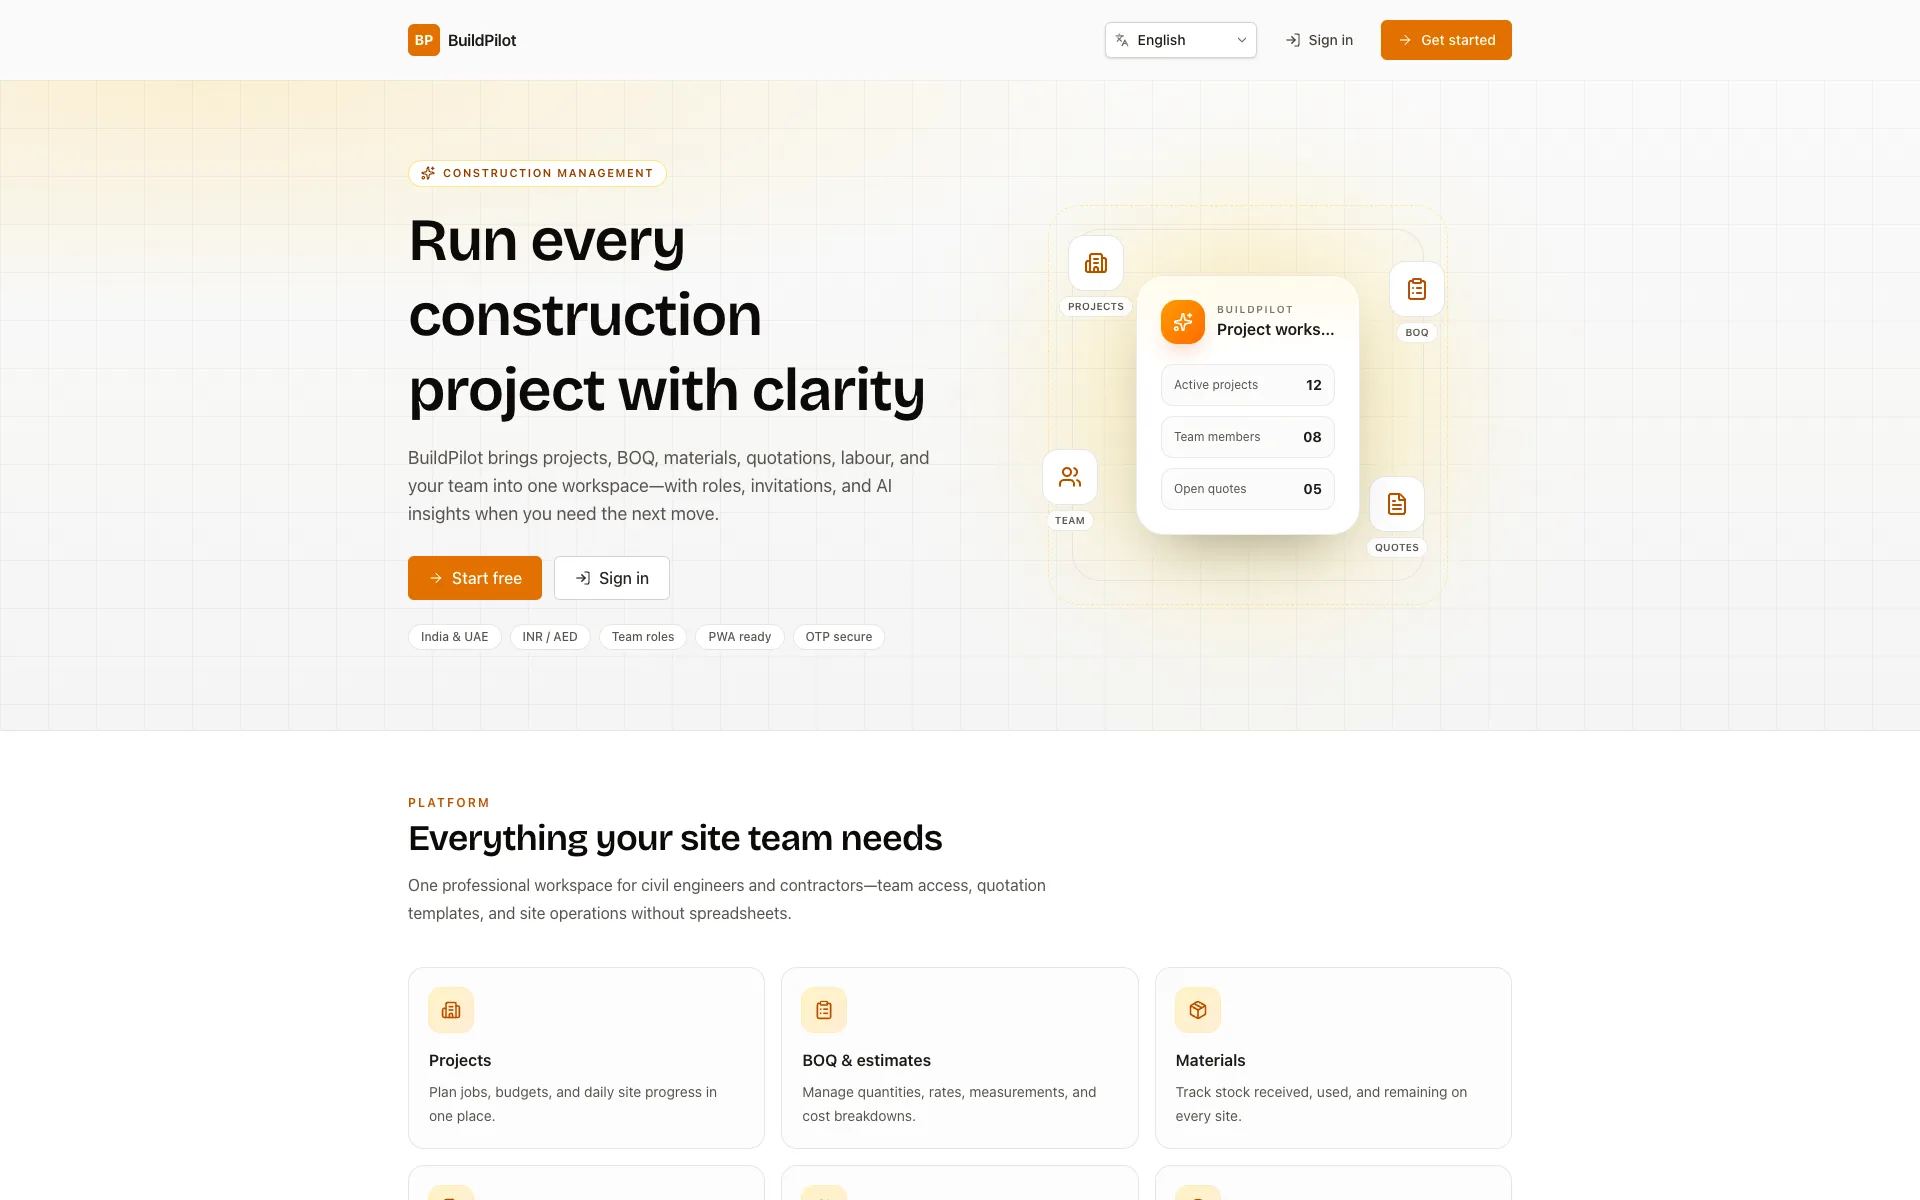 BP BuildPilot
English
Sign in
Get started
CONSTRUCTION MANAGEMENT
Run every
construction
project with clarity
BuildPilot brings projects, BOQ, materials, quotations, labour, and
your team into one workspace—with roles, invitations, and AI
insights when you need the next move.
Start free
Sign in
India & UAE
INR / AED
Team roles
PWA ready
OTP secure
PROJECTS
BOQ
BUILDPILOT
Project works...
Active projects 12
Team members 08
Open quotes 05
TEAM
QUOTES
PLATFORM
Everything your site team needs
One professional workspace for civil engineers and contractors—team access, quotation
templates, and site operations without spreadsheets.
Projects
Plan jobs, budgets, and daily site progress in
one place.
BOQ & estimates
Manage quantities, rates, measurements, and
cost breakdowns.
Materials
Track stock received, used, and remaining on
every site.